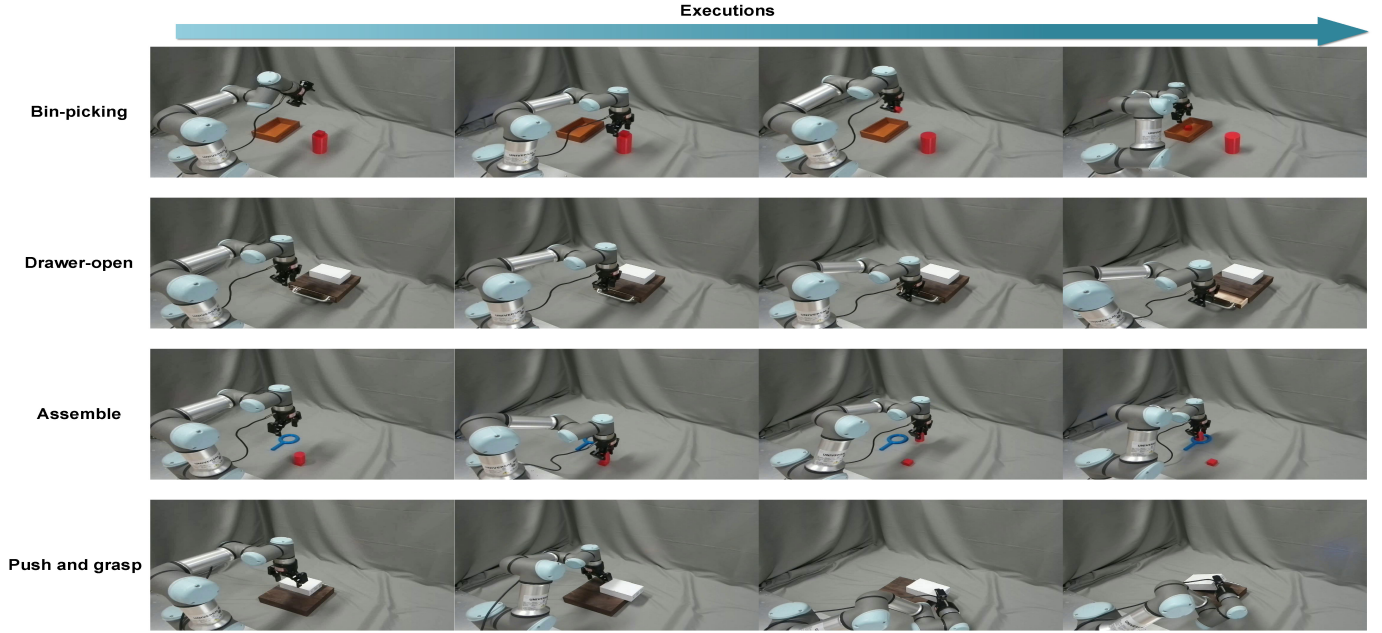 Executions
Bin-picking
Drawer-open
Assemble
Push and grasp